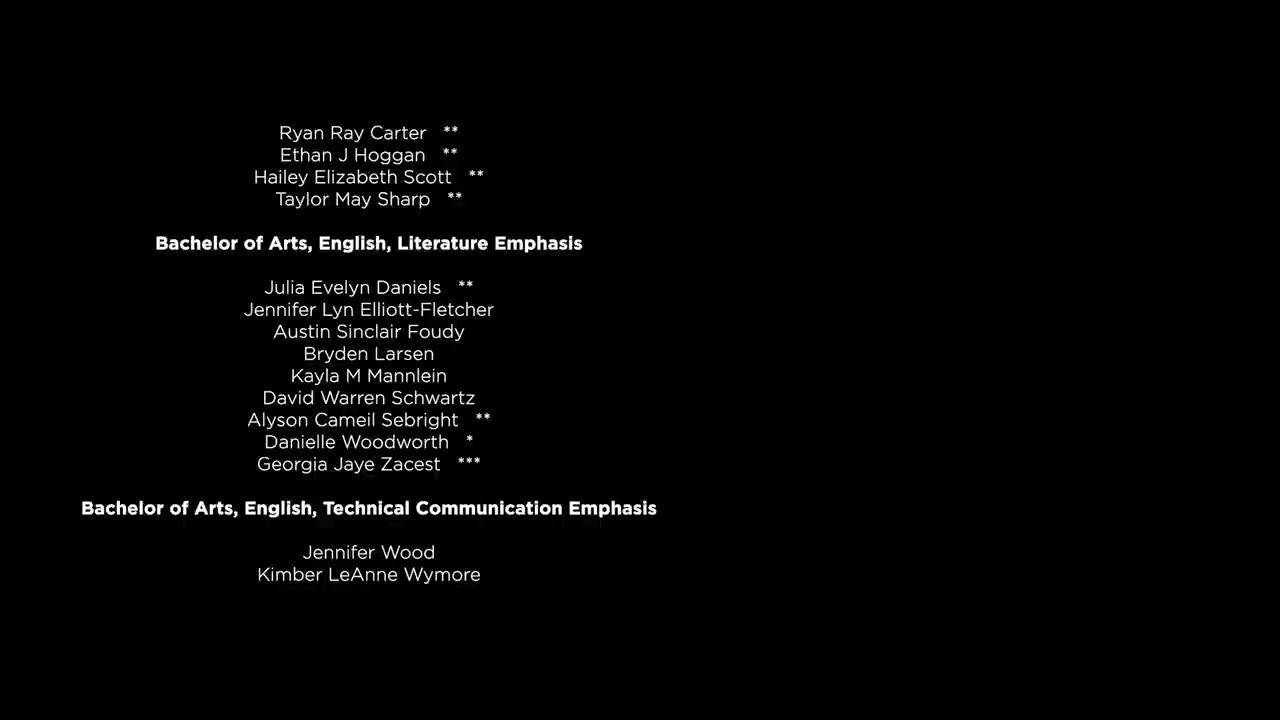 Ryan Ray Carter **
Ethan J Hoggan **
Hailey Elizabeth Scott **
Taylor May Sharp **
Bachelor of Arts, English, Literature Emphasis
Julia Evelyn Daniels **
Jennifer Lyn Elliott-Fletcher
Austin Sinclair Foudy
Bryden Larsen
Kayla M Mannlein
David Warren Schwartz
Alyson Cameil Sebright **
Danielle Woodworth *
Georgia Jaye Zacest ***
Bachelor of Arts, English, Technical Communication Emphasis
Jennifer Wood
Kimber LeAnne Wymore